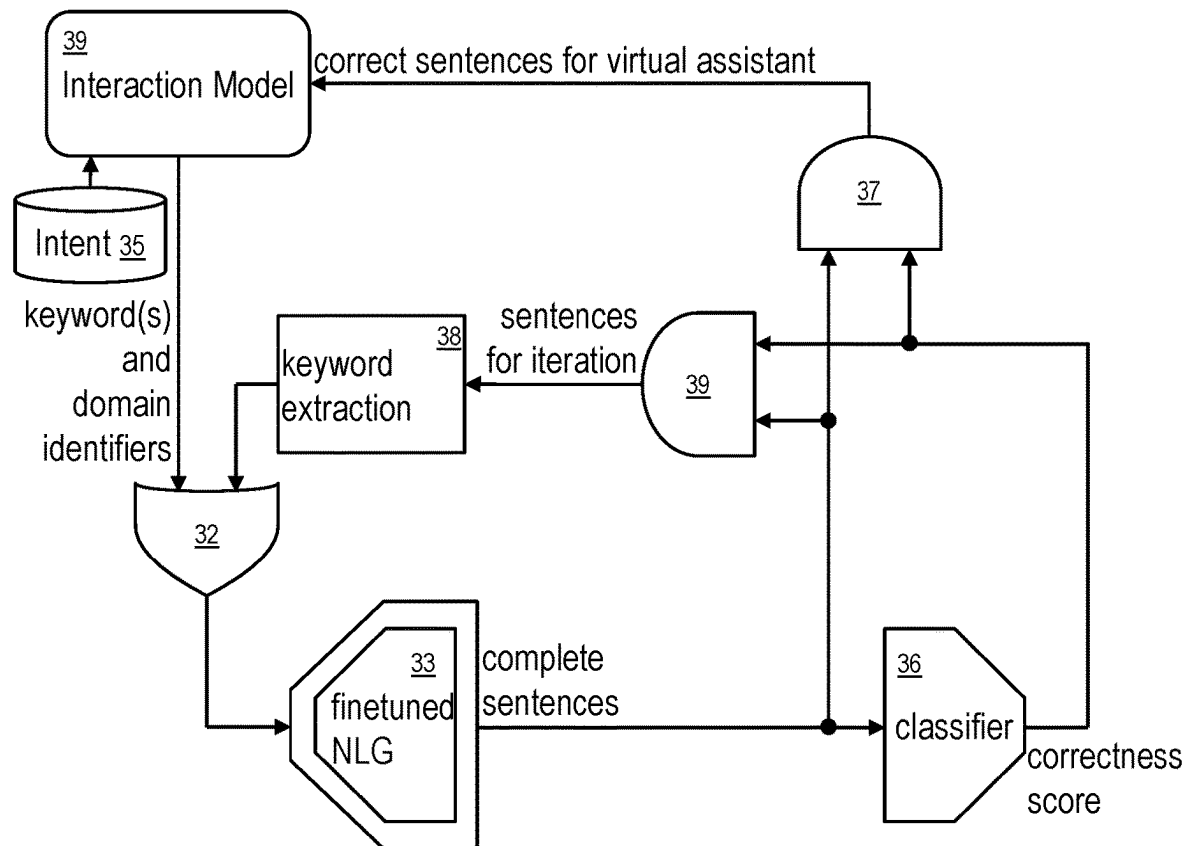 39
Interaction Model
correct sentences for virtual assistant
37
Intent 35
keyword(s)
and
domain
identifiers
sentences
for iteration
38
keyword
extraction
39
32
33
finetuned
NLG
complete
sentences
36
classifier
correctness
score